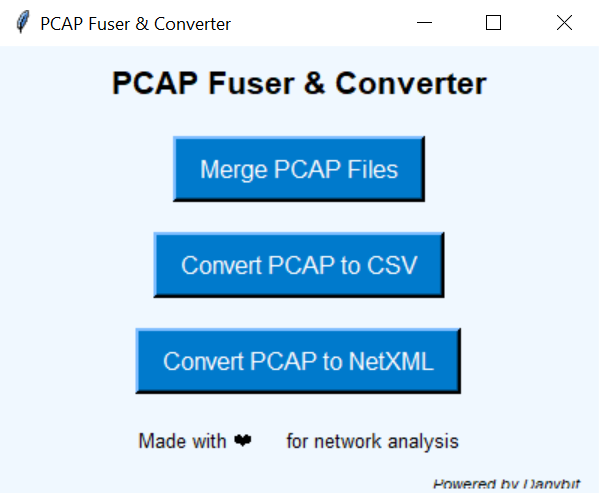 PCAP Fuser & Converter
PCAP Fuser & Converter
Merge PCAP Files
Convert PCAP to CSV
Convert PCAP to NetXML
Made with ❤ for network analysis
Powered by Danybit